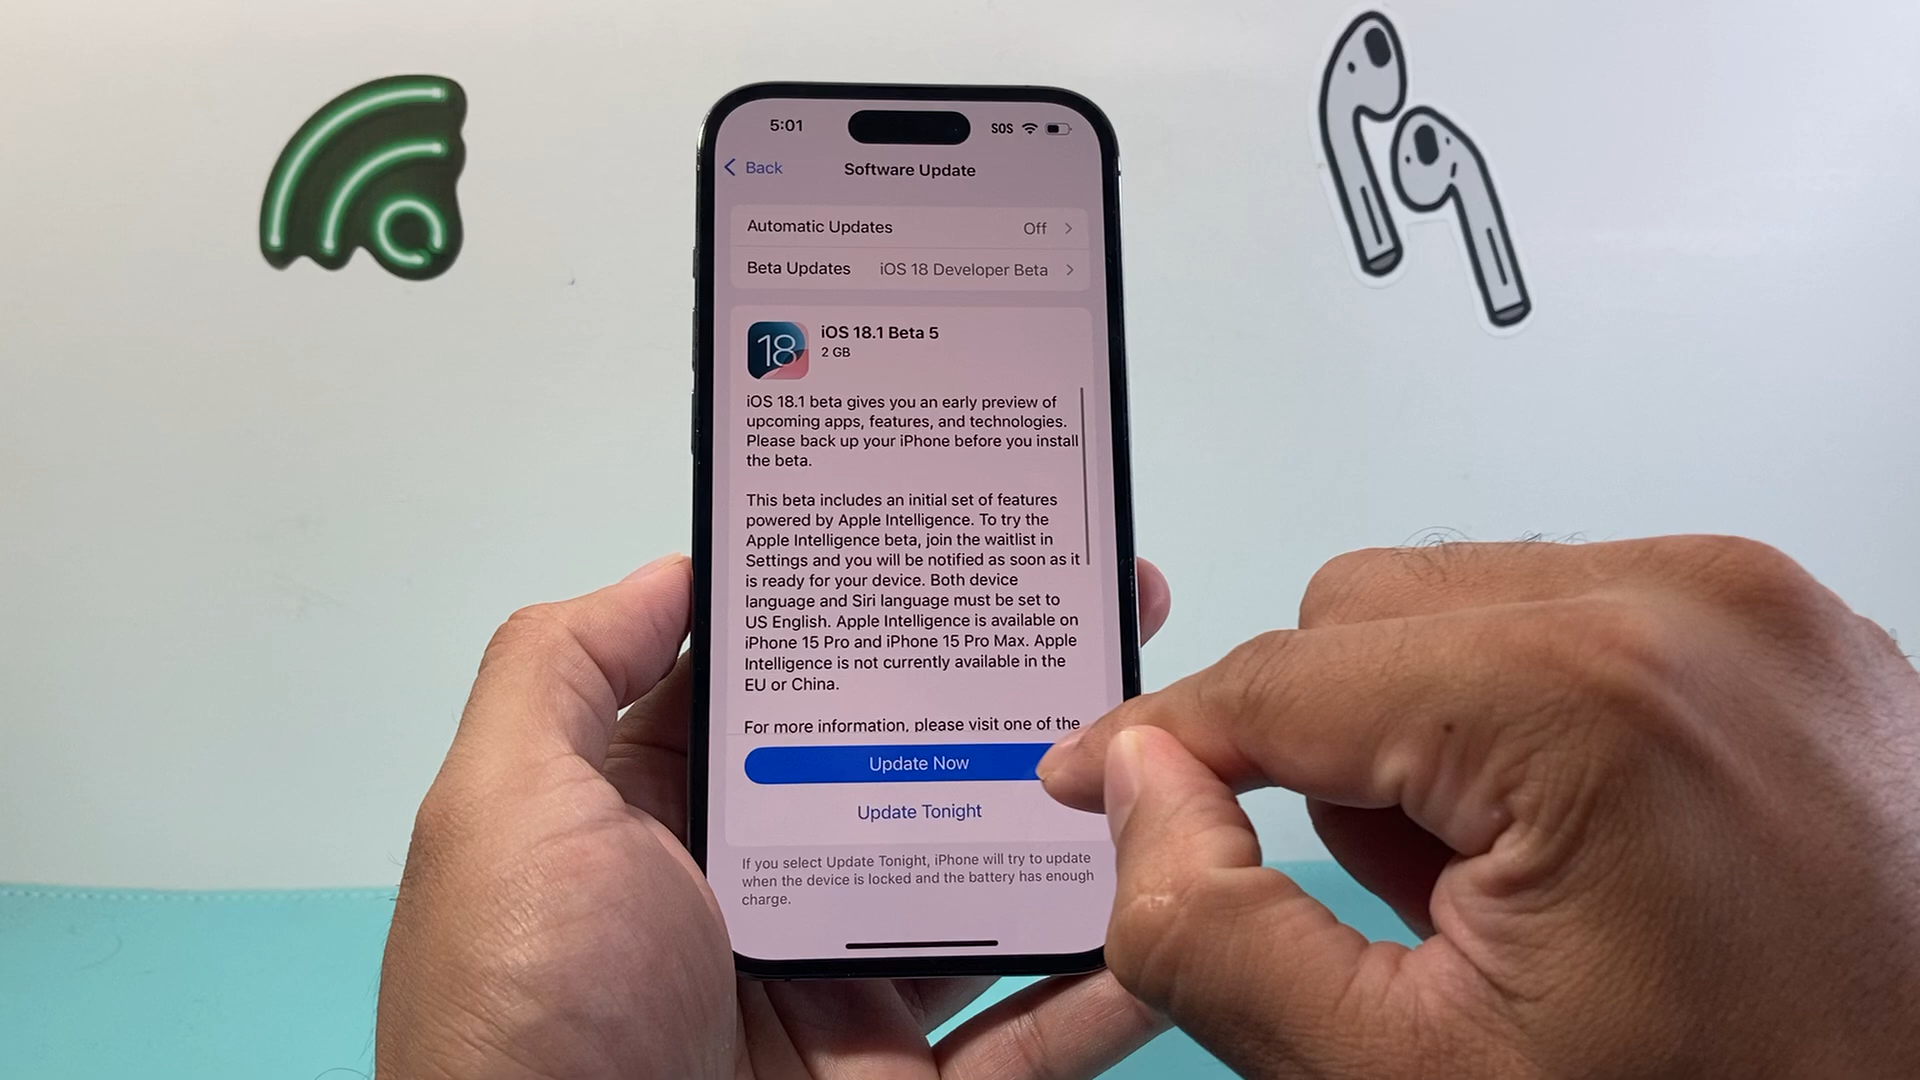 5:01
SOS
Back
Software Update
Automatic Updates Off
Beta Updates iOS 18 Developer Beta
18
iOS 18.1 Beta 5
2 GB
iOS 18.1 beta gives you an early preview of
upcoming apps, features, and technologies.
Please back up your iPhone before you install
the beta.
This beta includes an initial set of features
powered by Apple Intelligence. To try the
Apple Intelligence beta, join the waitlist in
Settings and you will be notified as soon as it
is ready for your device. Both device
language and Siri language must be set to
US English. Apple Intelligence is available on
iPhone 15 Pro and iPhone 15 Pro Max. Apple
Intelligence is not currently available in the
EU or China.
For more information, please visit one of the
Update Now
Update Tonight
If you select Update Tonight, iPhone will try to update
when the device is locked and the battery has enough
charge.